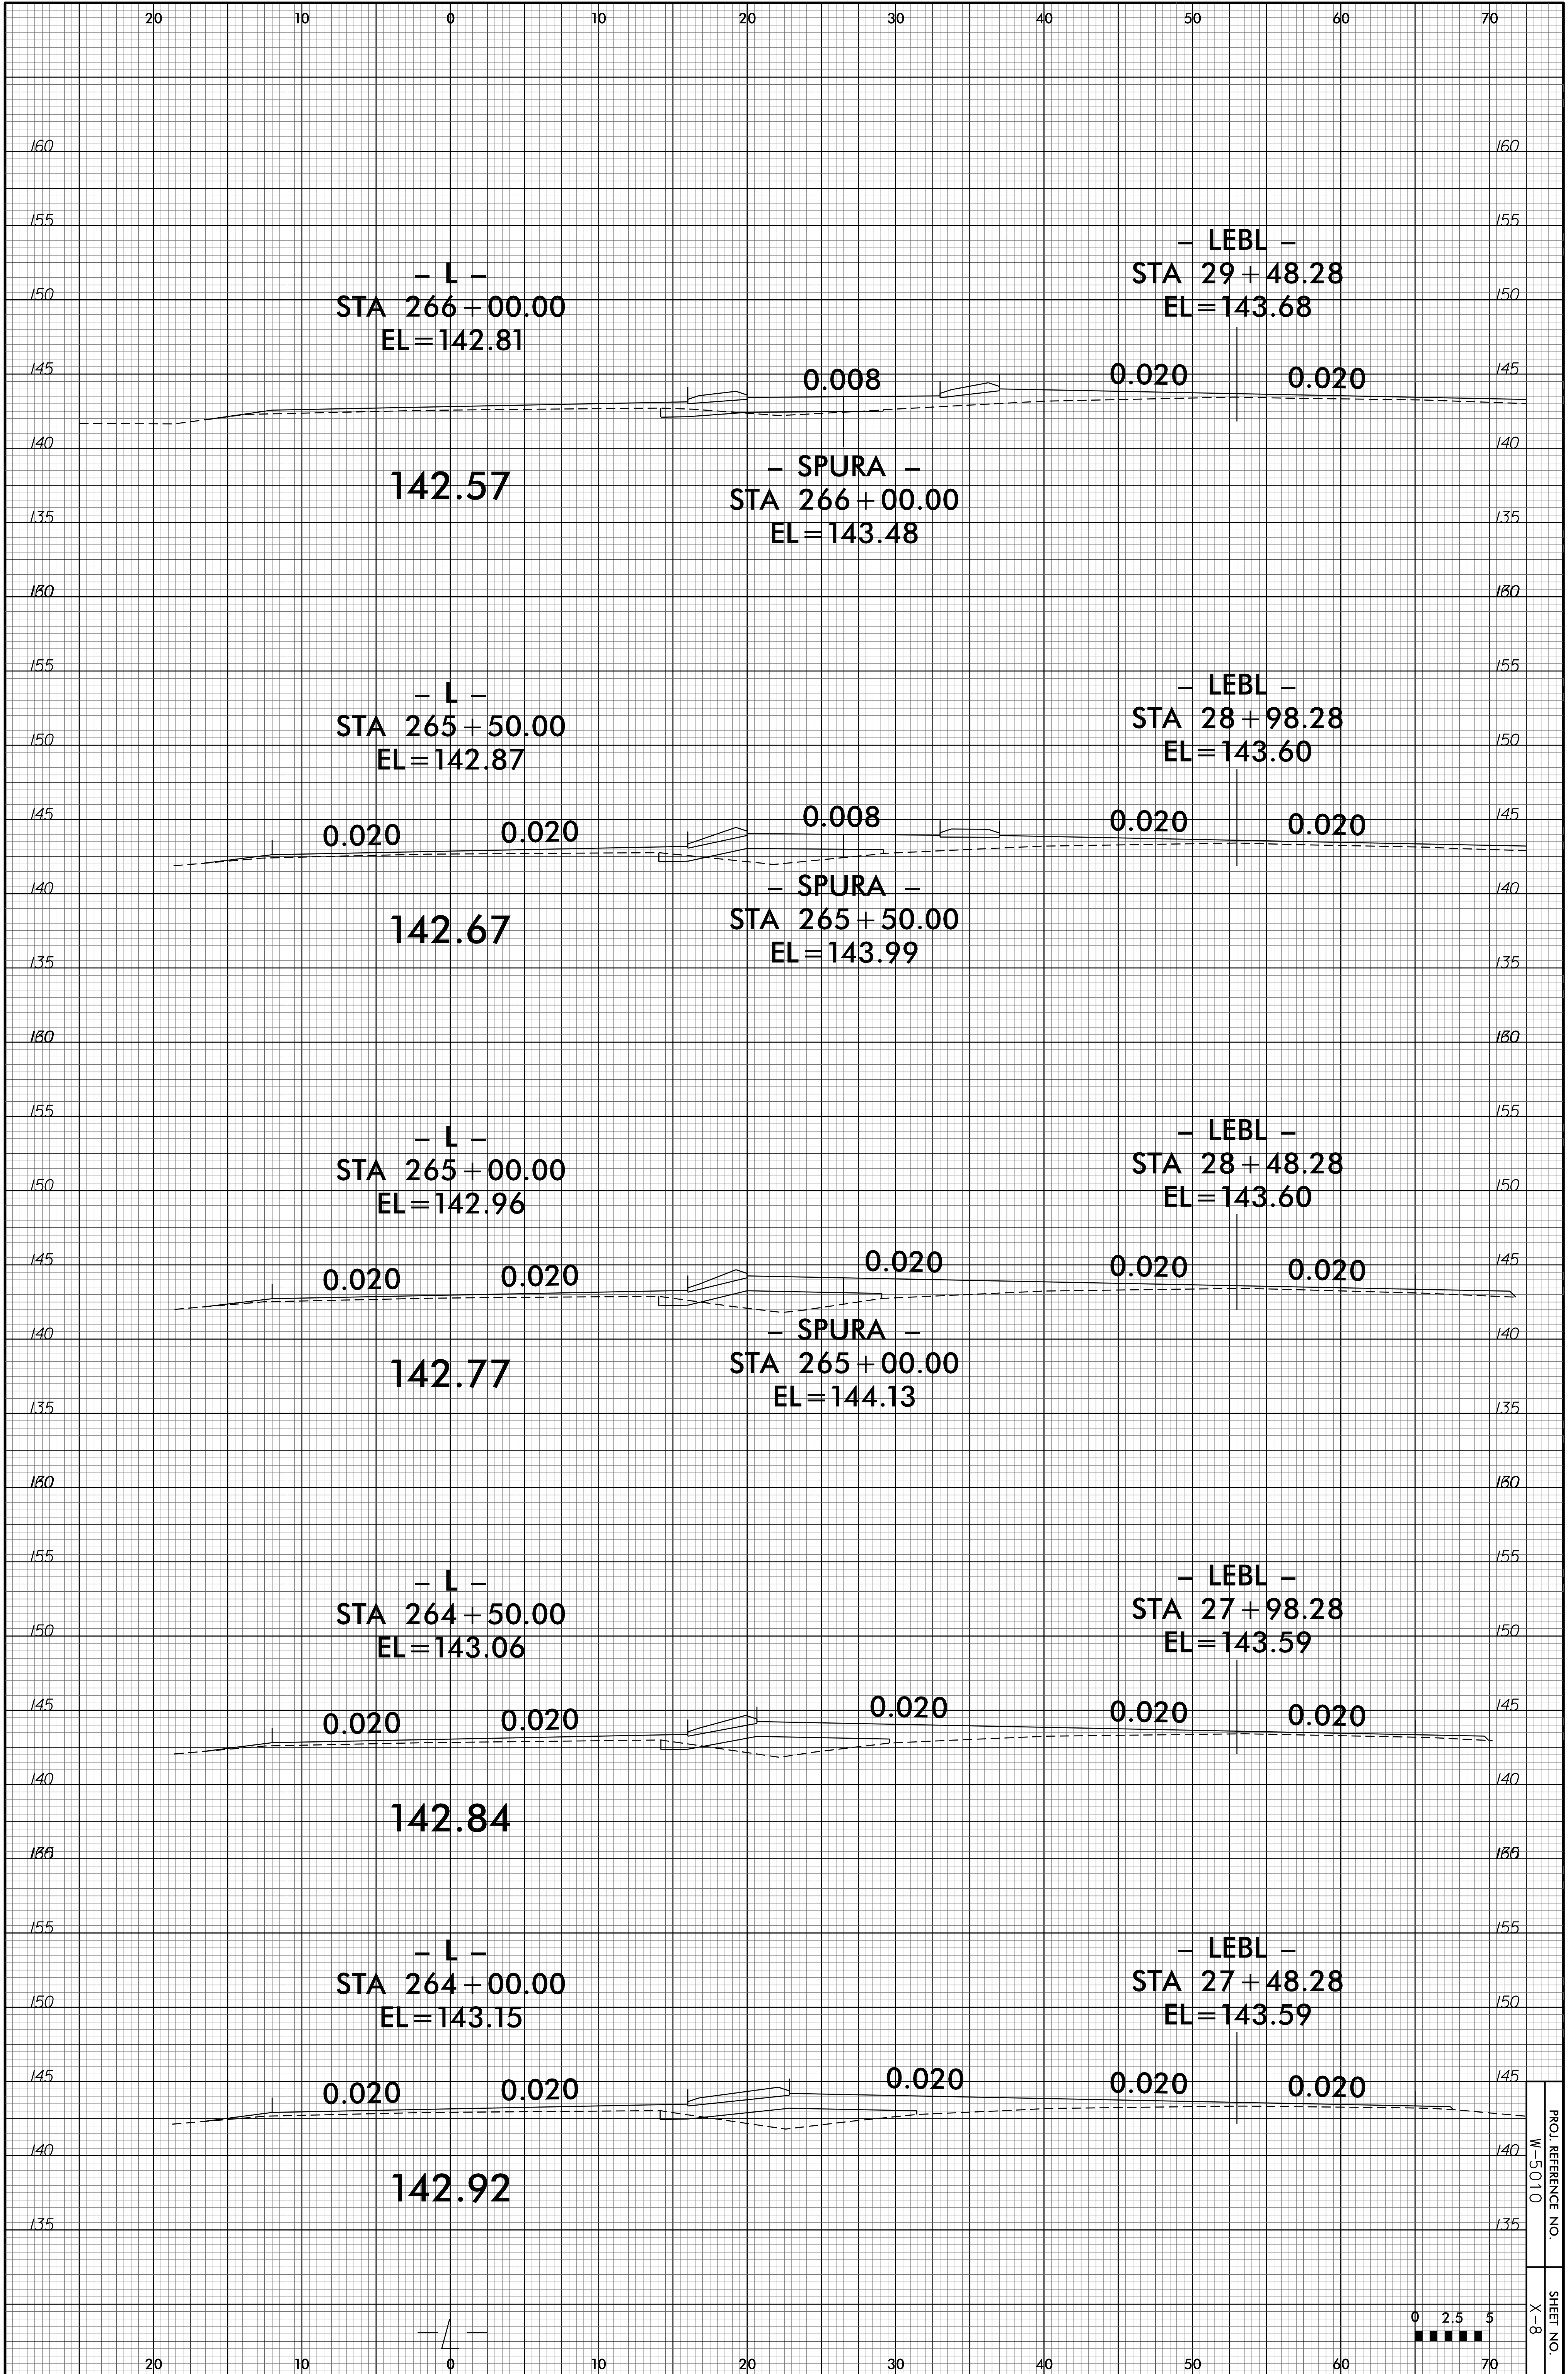 20 10 0 10 20 30 40 50 60 70
160 160
155 155
– LEBL –
STA 29+48.28
EL=143.68
– L –
STA 266+00.00
EL=142.81
150 150
145 145
0.008 0.020 0.020
140 140
142.57
– SPURA –
STA 266+00.00
EL=143.48
135 135
155 155
– L –
STA 265+50.00
EL=142.87
– LEBL –
STA 28+98.28
EL=143.60
150 150
145 145
0.020 0.020 0.008 0.020 0.020
140 140
142.67
– SPURA –
STA 265+50.00
EL=143.99
135 135
155 155
– L –
STA 265+00.00
EL=142.96
– LEBL –
STA 28+48.28
EL=143.60
150 150
145 145
0.020 0.020 0.020 0.020 0.020
140 140
142.77
– SPURA –
STA 265+00.00
EL=144.13
135 135
155 155
– L –
STA 264+50.00
EL=143.06
– LEBL –
STA 27+98.28
EL=143.59
150 150
145 145
0.020 0.020 0.020 0.020 0.020
140 140
142.84
155 155
– L –
STA 264+00.00
EL=143.15
– LEBL –
STA 27+48.28
EL=143.59
150 150
145 145
0.020 0.020 0.020 0.020 0.020
140 140
142.92
135 135
PROJ. REFERENCE NO.
W-5010
SHEET NO.
X-8
0 2.5 5
20 10 0 10 20 30 40 50 60 70